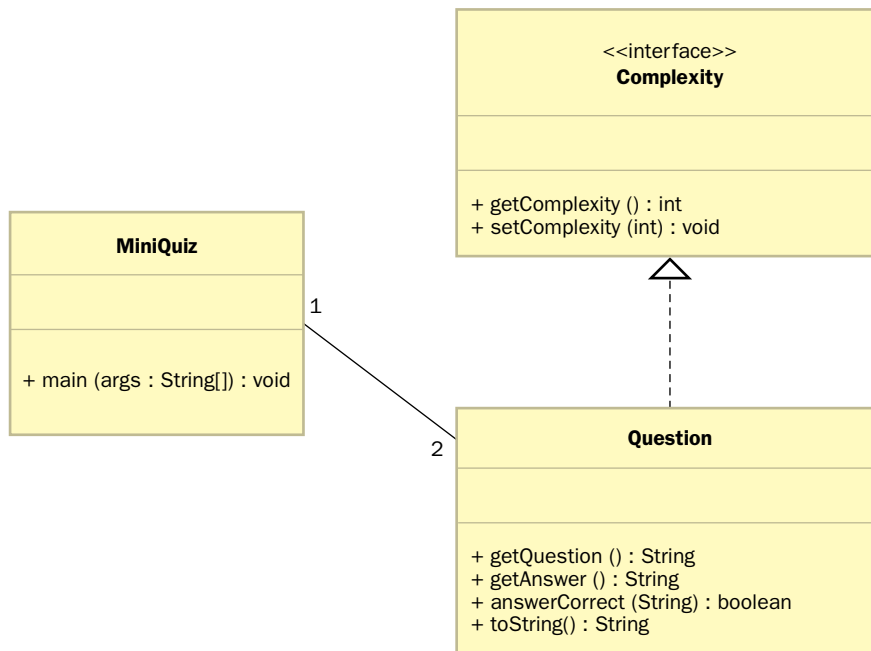 <<interface>>
Complexity
+ getComplexity () : int
+ setComplexity (int) : void
MiniQuiz
+ main (args : String[]) : void
1
2
Question
+ getQuestion () : String
+ getAnswer () : String
+ answerCorrect (String) : boolean
+ toString() : String